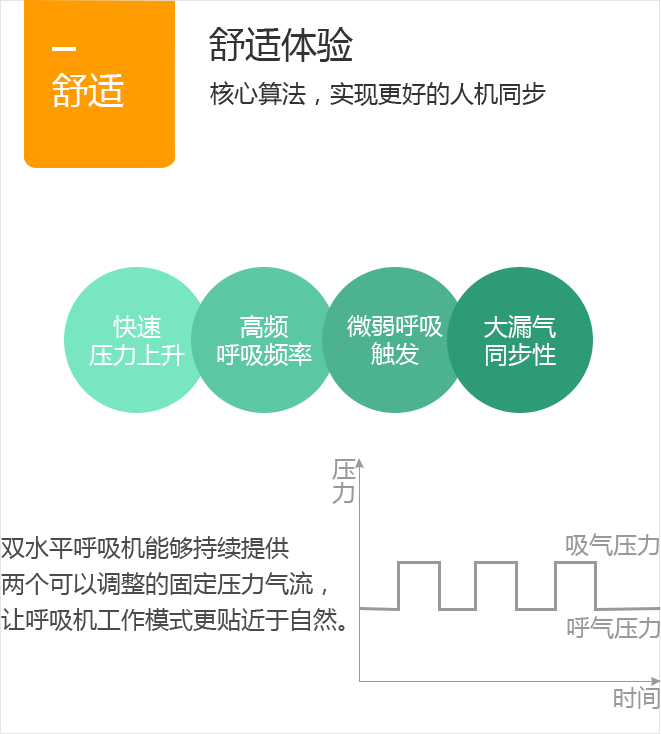 舒适
舒适体验
核心算法，实现更好的人机同步
快速
压力上升
高频
呼吸频率
微弱呼吸
触发
大漏气
同步性
双水平呼吸机能够持续提供
两个可以调整的固定压力气流，
让呼吸机工作模式更贴近于自然。
压力
吸气压力
呼气压力
时间